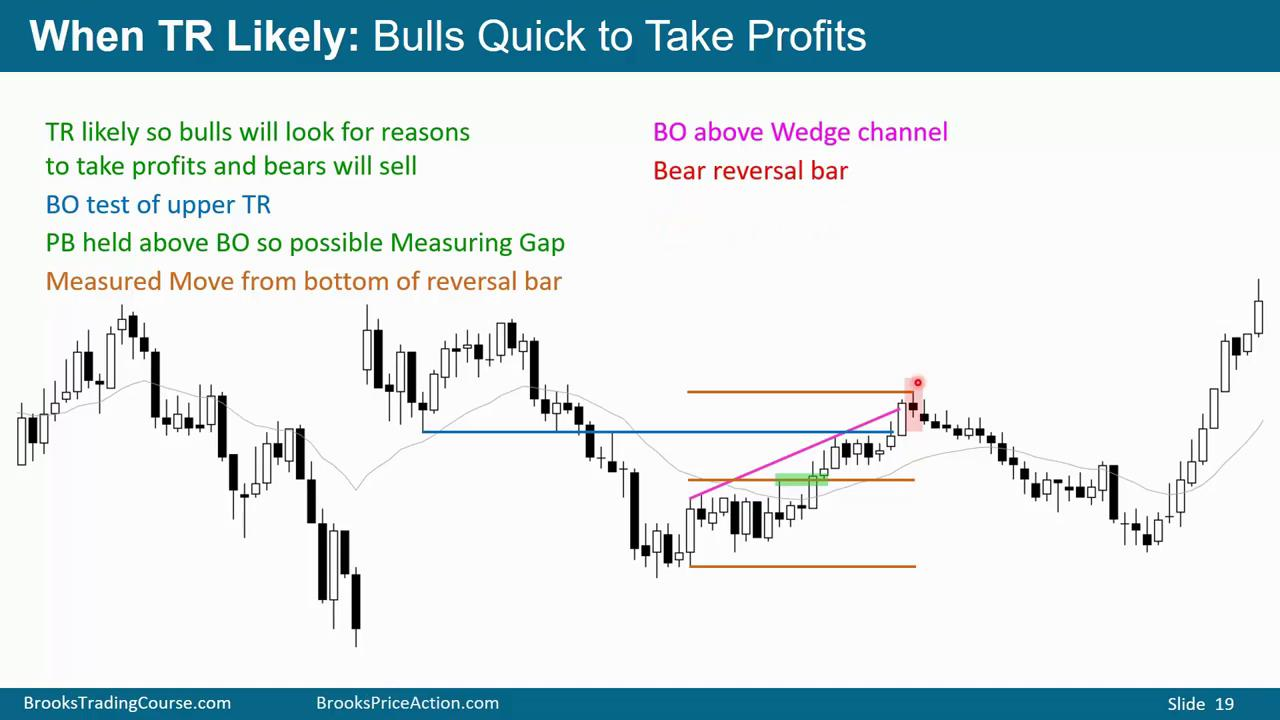 When TR Likely: Bulls Quick to Take Profits
TR likely so bulls will look for reasons
to take profits and bears will sell
BO test of upper TR
PB held above BO so possible Measuring Gap
Measured Move from bottom of reversal bar
BO above Wedge channel
Bear reversal bar
BrooksTradingCourse.com
BrooksPriceAction.com
Slide 19